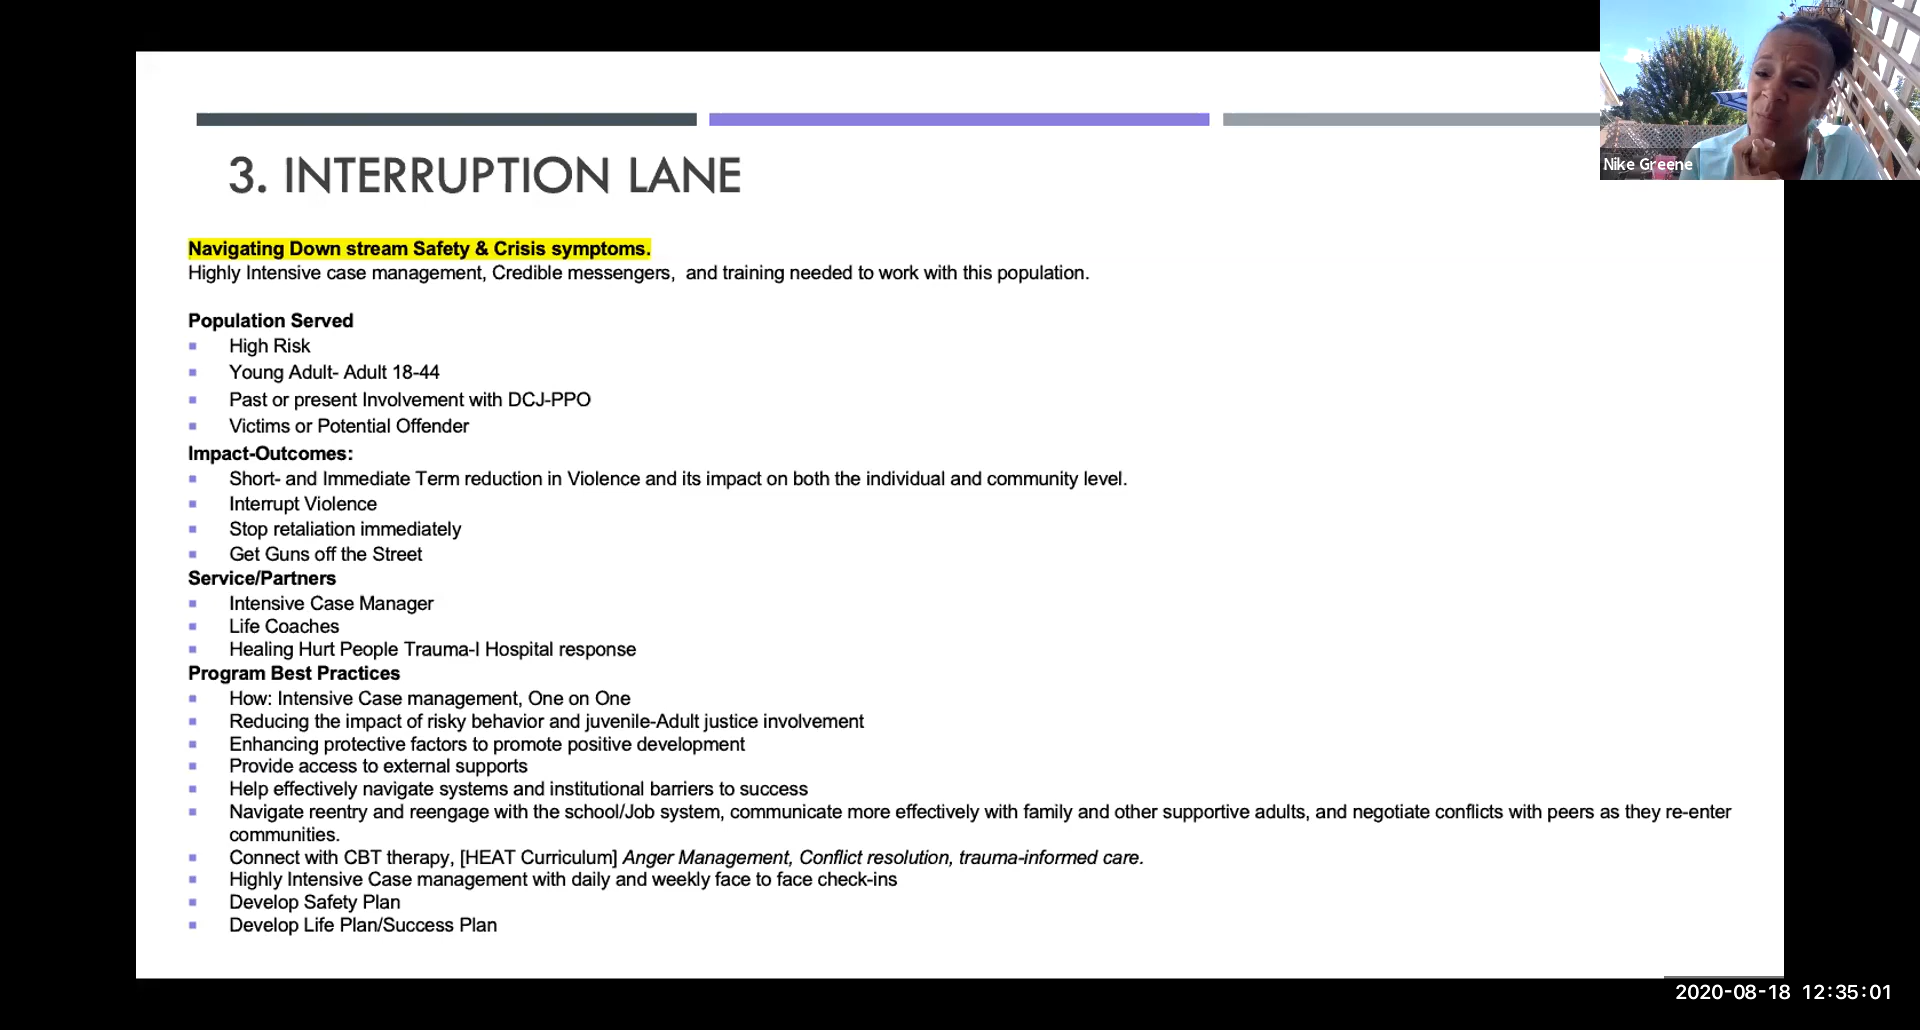 3. INTERRUPTION LANE
Nike Greene
Navigating Down stream Safety & Crisis symptoms.
Highly Intensive case management, Credible messengers,  and training needed to work with this population.
Population Served
High Risk
Young Adult- Adult 18-44
Past or present Involvement with DCJ-PPO
Victims or Potential Offender
Impact-Outcomes:
Short- and Immediate Term reduction in Violence and its impact on both the individual and community level.
Interrupt Violence
Stop retaliation immediately
Get Guns off the Street
Service/Partners
Intensive Case Manager
Life Coaches
Healing Hurt People Trauma-I Hospital response
Program Best Practices
How: Intensive Case management, One on One
Reducing the impact of risky behavior and juvenile-Adult justice involvement
Enhancing protective factors to promote positive development
Provide access to external supports
Help effectively navigate systems and institutional barriers to success
Navigate reentry and reengage with the school/Job system, communicate more effectively with family and other supportive adults, and negotiate conflicts with peers as they re-enter
communities.
Connect with CBT therapy, [HEAT Curriculum] Anger Management, Conflict resolution, trauma-informed care.
Highly Intensive Case management with daily and weekly face to face check-ins
Develop Safety Plan
Develop Life Plan/Success Plan
2020-08-18 12:35:01